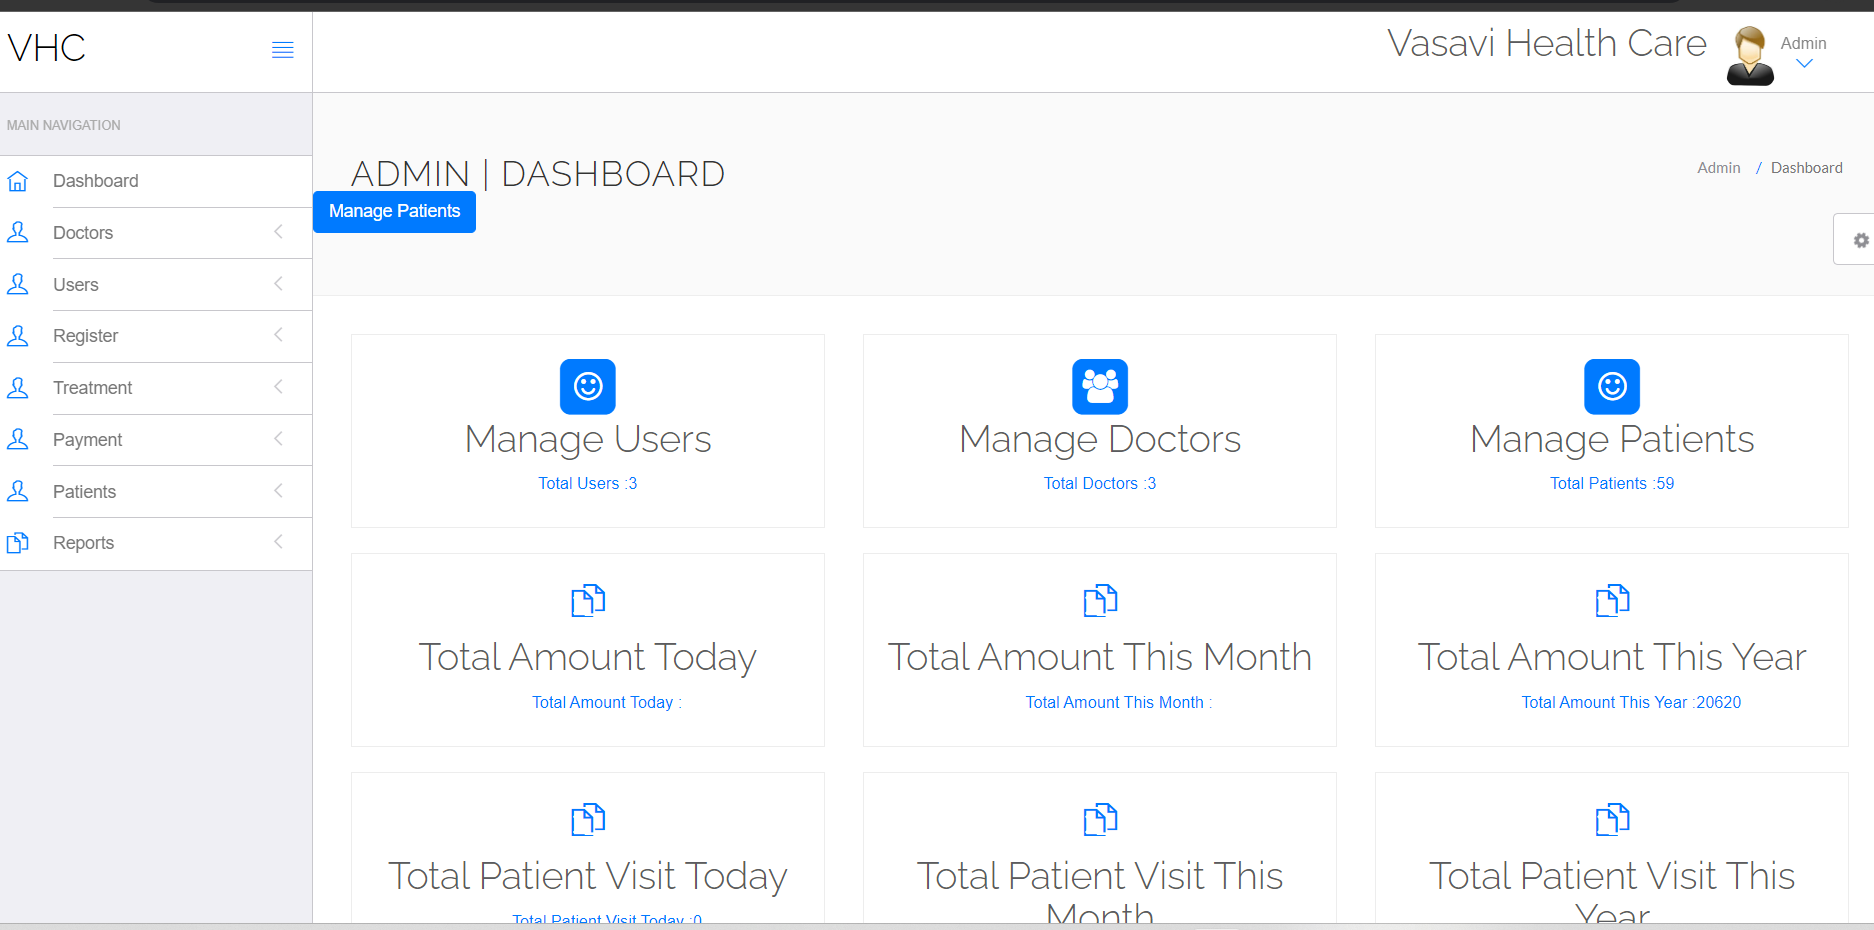 VHC
Vasavi Health Care
Admin
MAIN NAVIGATION
Dashboard
Doctors
Users
Register
Treatment
Payment
Patients
Reports
ADMIN | DASHBOARD
Admin / Dashboard
Manage Patients
Manage Users
Total Users :3
Manage Doctors
Total Doctors :3
Manage Patients
Total Patients :59
Total Amount Today
Total Amount Today :
Total Amount This Month
Total Amount This Month :
Total Amount This Year
Total Amount This Year :20620
Total Patient Visit Today
Total Patient Visit Today :0
Total Patient Visit This
Month
Total Patient Visit This
Year